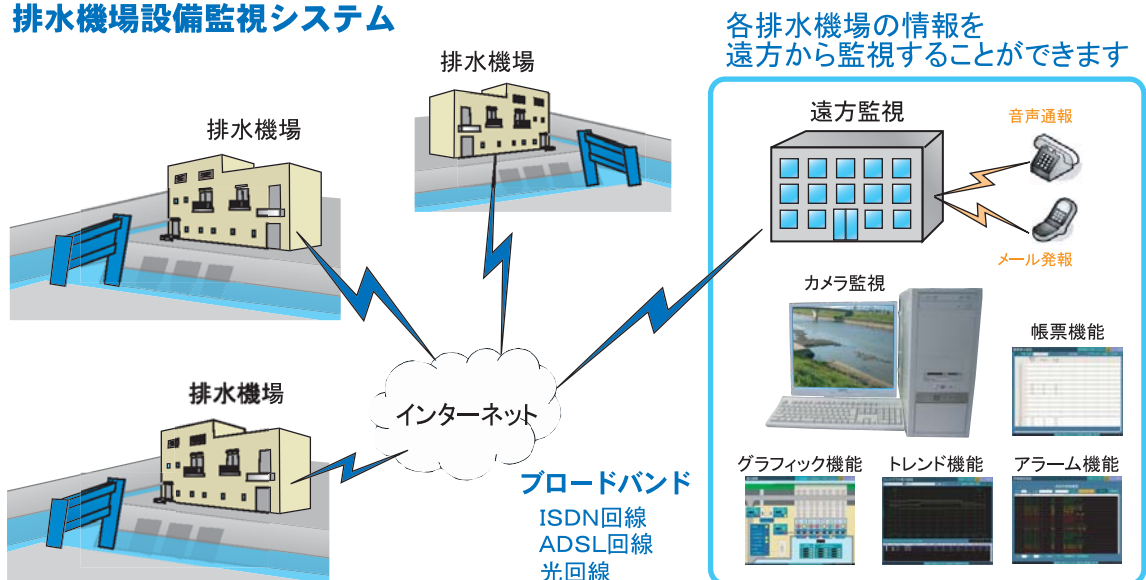 排水機場設備監視システム
各排水機場の情報を
遠方から監視することができます
排水機場
排水機場
排水機場
インターネット
ブロードバンド
ISDN回線
ADSL回線
光回線
遠方監視
音声通報
メール発報
カメラ監視
帳票機能
グラフィック機能
トレンド機能
アラーム機能